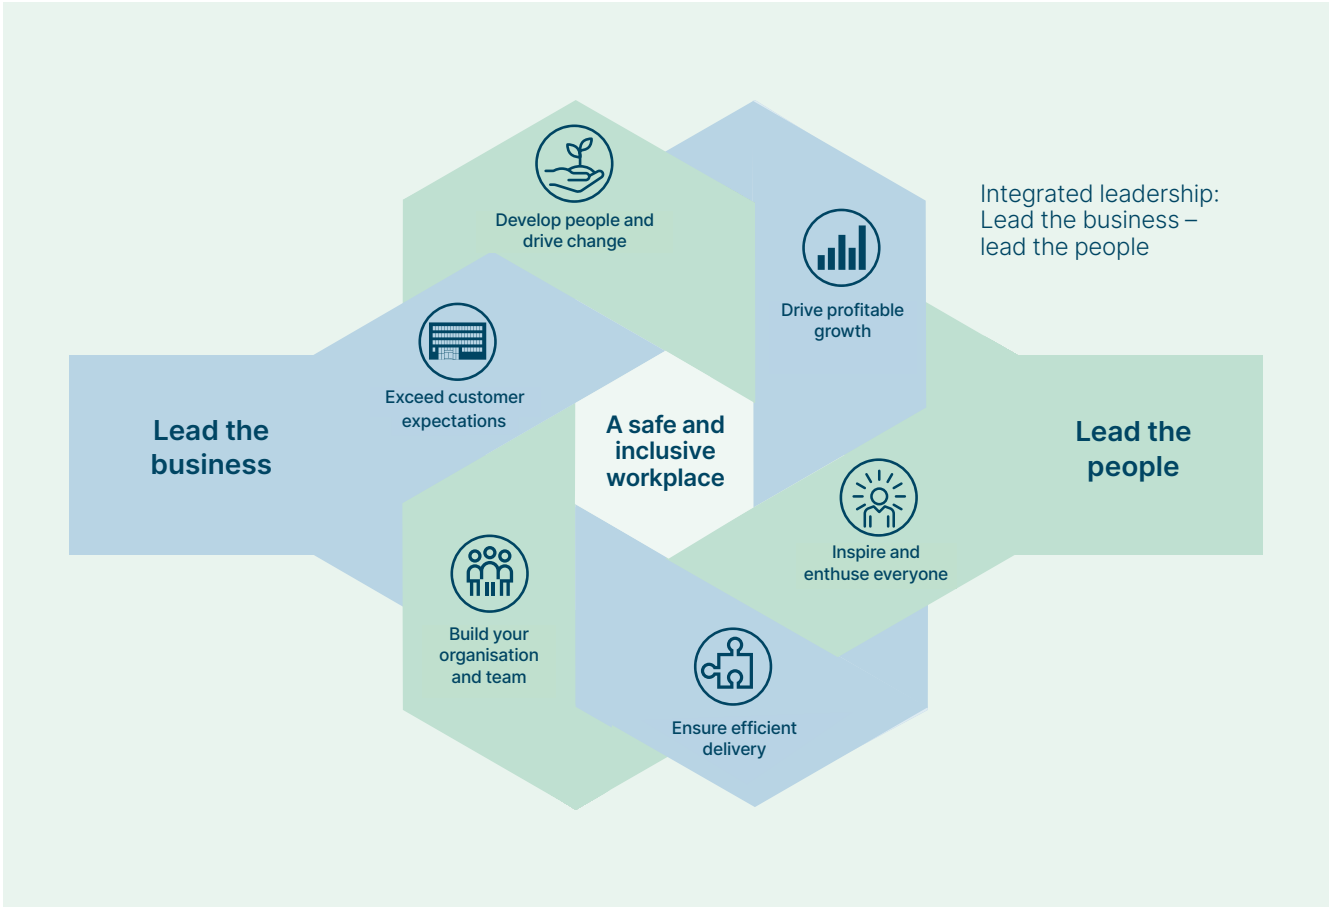 Integrated leadership:
Lead the business –
lead the people
Develop people and
drive change
Drive profitable
growth
Exceed customer
expectations
Lead the
business
A safe and
inclusive
workplace
Lead the
people
Inspire and
enthuse everyone
Build your
organisation
and team
Ensure efficient
delivery